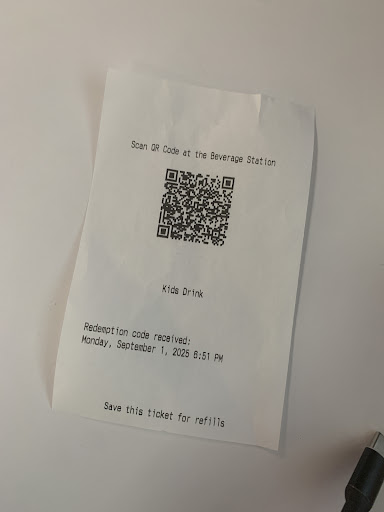 Scan QR Code at the Beverage Station
Kids Drink
Redemption code received:
Monday, September 1, 2025 6:51 PM
Save this ticket for refills